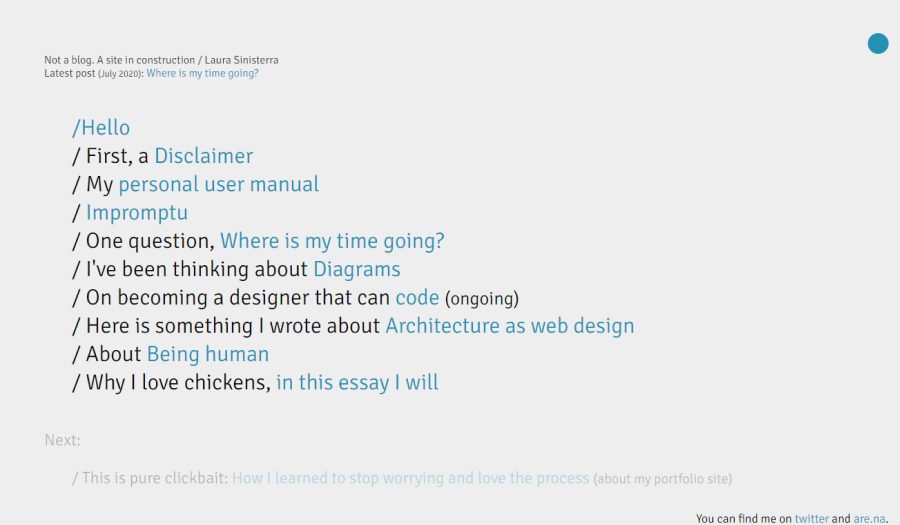 Not a blog. A site in construction / Laura Sinisterra
Latest post (July 2020): Where is my time going?
/Hello
/ First, a Disclaimer
/ My personal user manual
/ Impromptu
/ One question, Where is my time going?
/ I've been thinking about Diagrams
/ On becoming a designer that can code (ongoing)
/ Here is something I wrote about Architecture as web design
/ About Being human
/ Why I love chickens, in this essay I will
Next:
/ This is pure clickbait: How I learned to stop worrying and love the process (about my portfolio site)
You can find me on twitter and are.na.